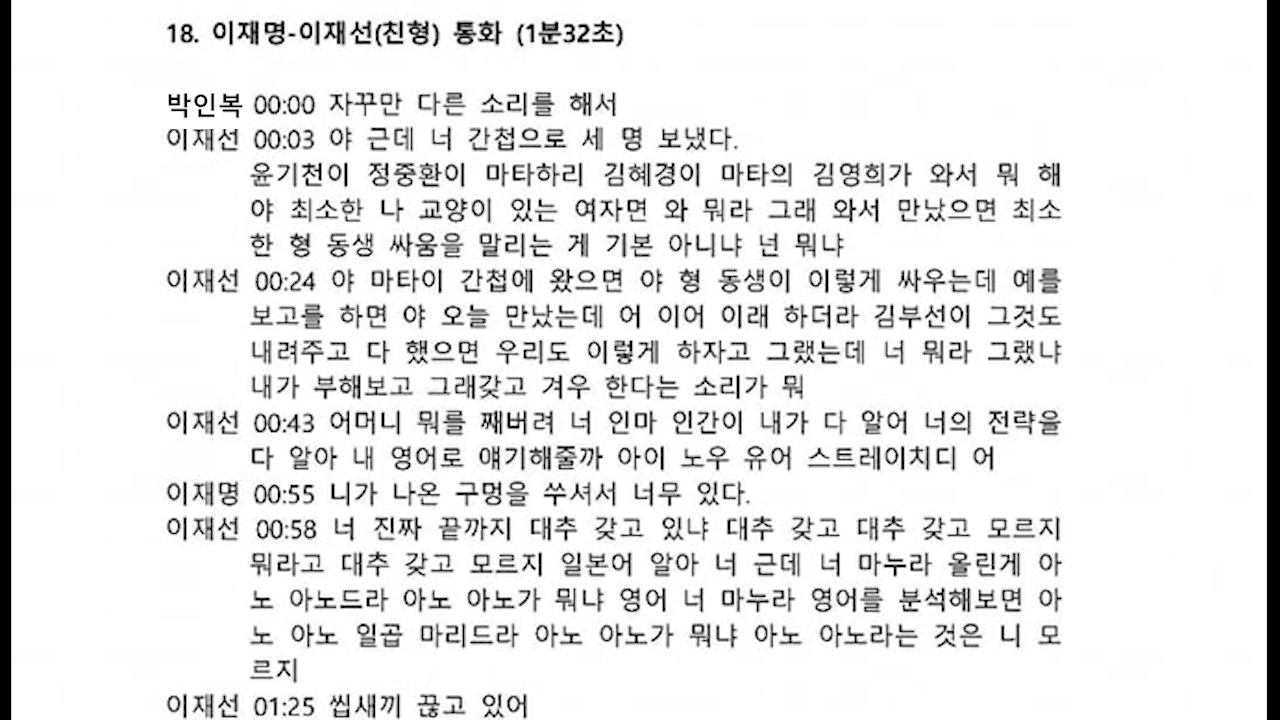 18. 이재명-이재선(친형) 통화 (1분32초)
박인복 00:00 자꾸만 다른 소리를 해서
이재선 00:03 야 근데 너 간첩으로 세 명 보냈다.
윤기천이 정중환이 마타하리 김혜경이 마타의 김영희가 와서 뭐 해
야 최소한 나 교양이 있는 여자면 와 뭐라 그래 와서 만났으면 최소
한 형 동생 싸움을 말리는 게 기본 아니냐 넌 뭐냐
이재선 00:24 야 마타이 간첩에 왔으면 야 형 동생이 이렇게 싸우는데 예를
보고를 하면 야 오늘 만났는데 어 이어 이래 하더라 김부선이 그것도
내려주고 다 했으면 우리도 이렇게 하자고 그랬는데 너 뭐라 그랬냐
내가 부해보고 그래갖고 겨우 한다는 소리가 뭐
이재선 00:43 어머니 뭐를 째버려 너 인마 인간이 내가 다 알어 너의 전략을
다 알아 내 영어로 얘기해줄까 아이 노우 유어 스트레이치디 어
이재명 00:55 니가 나온 구멍을 쑤셔서 너무 있다.
이재선 00:58 너 진짜 끝까지 대추 갖고 있냐 대추 갖고 대추 갖고 모르지
뭐라고 대추 갖고 모르지 일본어 알아 너 근데 너 마누라 올린게 아
노 아노드라 아노 아노가 뭐냐 영어 너 마누라 영어를 분석해보면 아
노 아노 일곱 마리드라 아노 아노가 뭐냐 아노 아노라는 것은 니 모
르지
이재선 01:25 씹새끼 끊고 있어